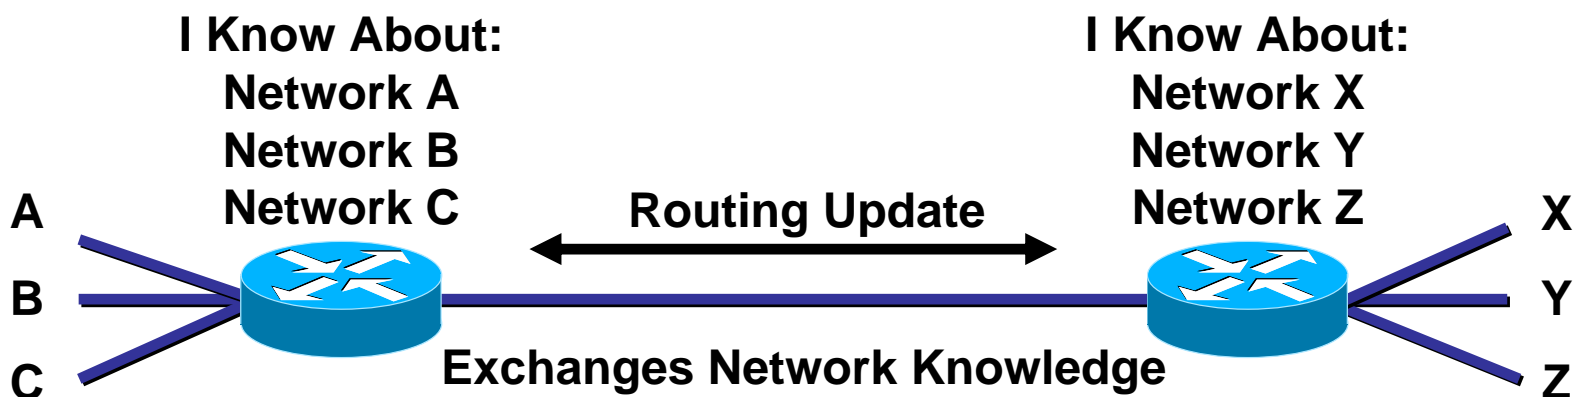 I Know About:
Network A
Network B
Network C
I Know About:
Network X
Network Y
Network Z
A
B
C
Routing Update
Exchanges Network Knowledge
X
Y
Z